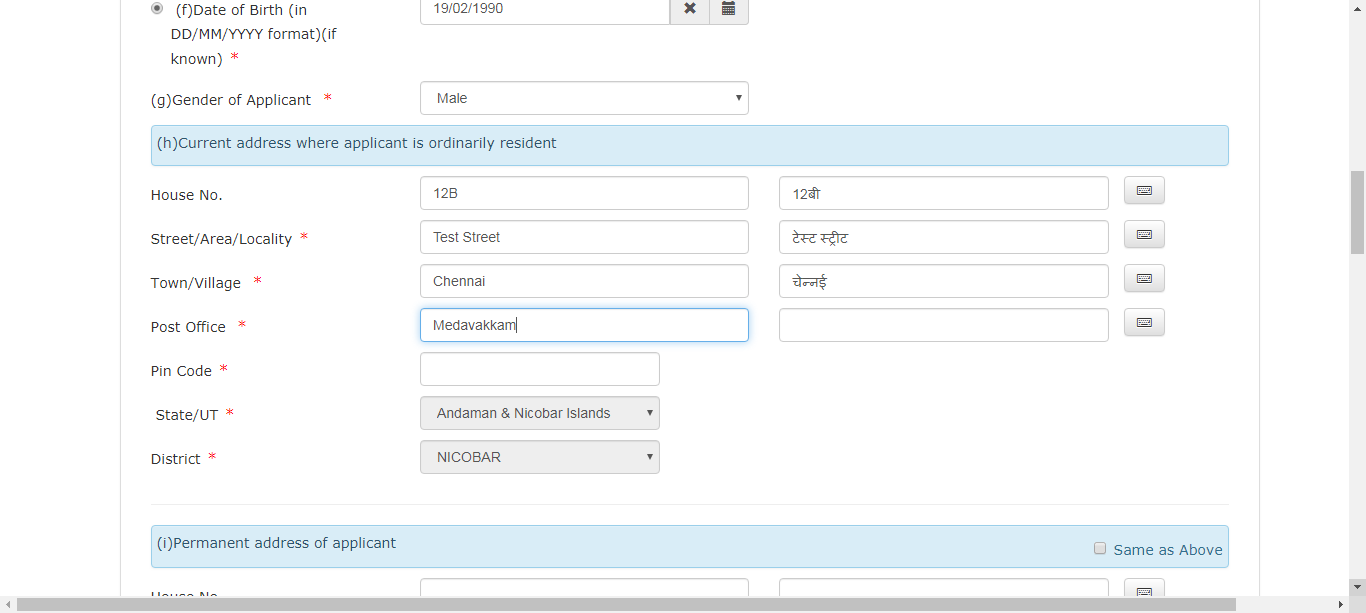 (f)Date of Birth (in 19/02/1990
DD/MM/YYYY format)(if
known) *
(g)Gender of Applicant * Male
(h)Current address where applicant is ordinarily resident
House No. 12B 12बी
Street/Area/Locality * Test Street टेस्ट स्ट्रीट
Town/Village * Chennai चेन्नई
Post Office * Medavakkam
Pin Code *
State/UT * Andaman & Nicobar Islands
District * NICOBAR
(i)Permanent address of applicant
Same as Above
House No.